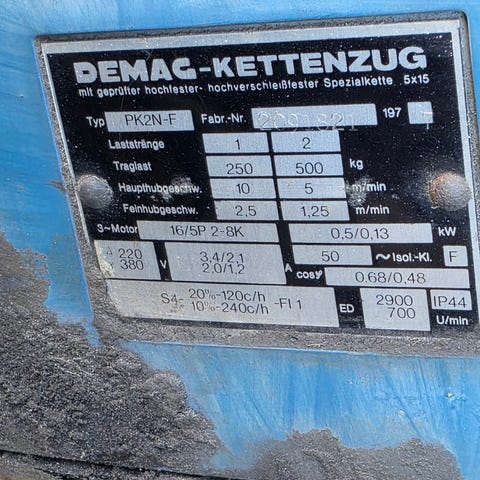 DEMAG-KETTENZUG
mit geprüfter hochfester- hochverschleißfester Spezialkette 5x15
Typ PK2N-F Fabr.-Nr. 2091821 197
Laststränge 1 2
Traglast 250 500 kg
Haupthubgeschw. 10 5 m/min
Feinhubgeschw. 2,5 1,25 m/min
3~Motor 16/5P 2-8K 0,5/0,13 kW
220 3,4/2,1 50 ~ Isol.-Kl. F
380 V 2,0/1,2 A cosφ 0,68/0,48
S4- 20%-120c/h -FI 1 ED 2900 IP44
10%-240c/h 700 U/min